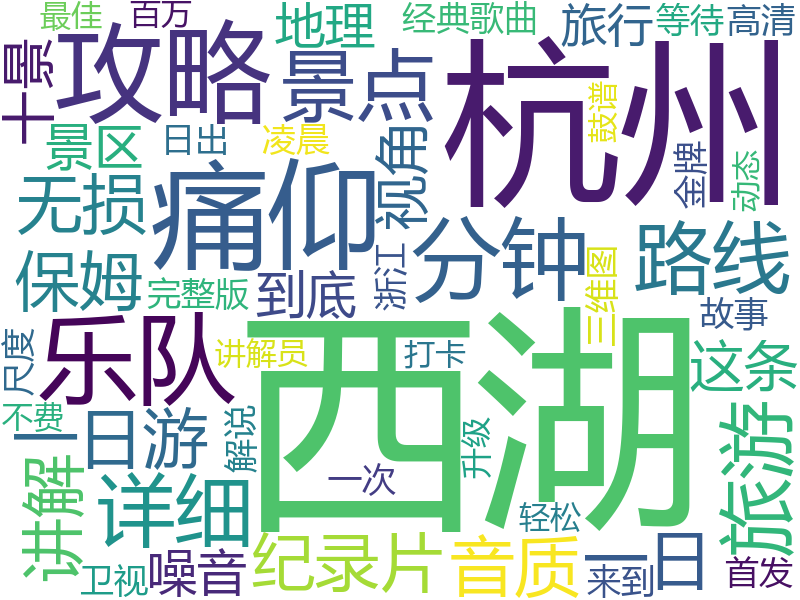 最佳
百万
地理
经典歌曲
旅行
等待
高清
十景
攻略
景点
杭州
鼓谱
景区
日出
凌晨
视角
金牌
动态
无损
痛仰
分钟
路线
保姆
完整版
到底
浙江
三维图
故事
尺度
乐队
讲解员
打卡
西湖
这条
不费
一日游
解说
升级
旅游
讲解
详细
一次
轻松
卫视
噪音
纪录片
音质
一日
来到
首发